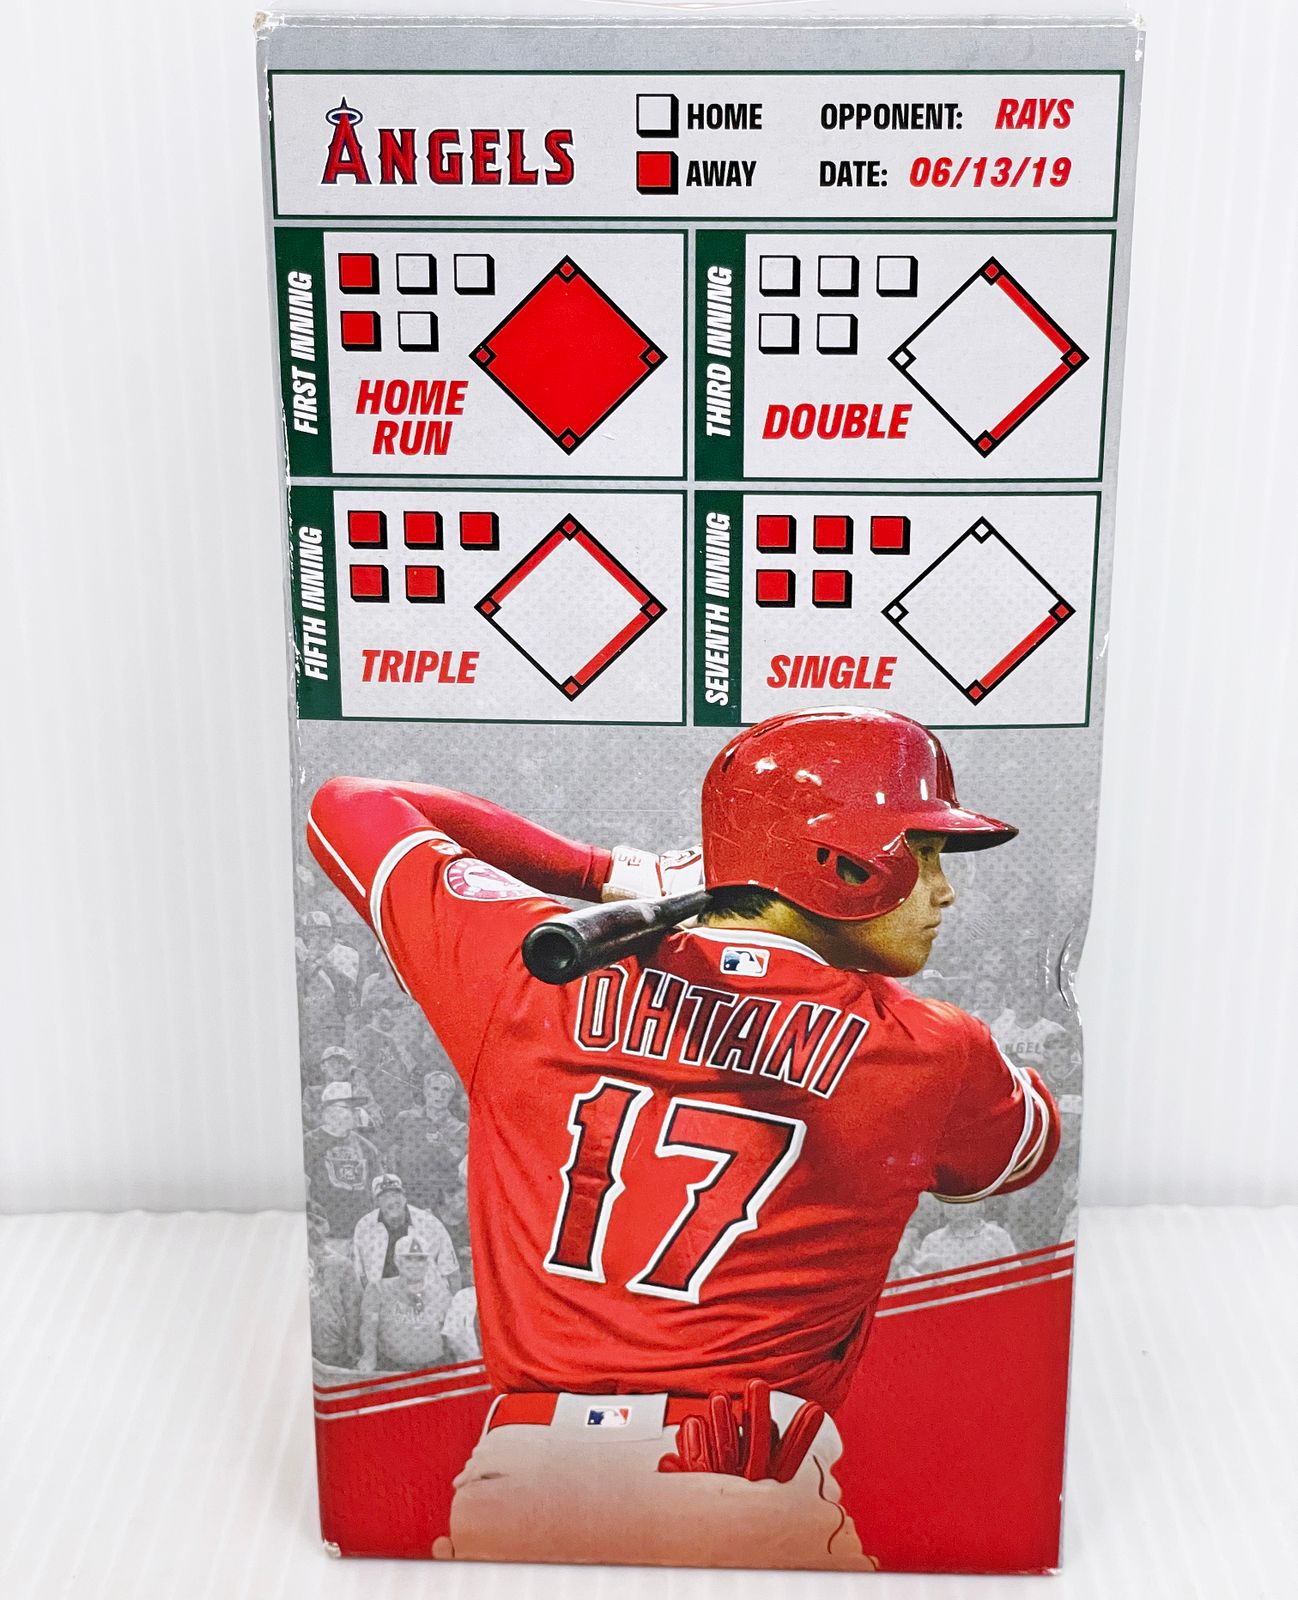 ANGELS
HOME
AWAY
OPPONENT: RAYS
DATE: 06/13/19
FIRST INNING
HOME
RUN
THIRD INNING
DOUBLE
FIFTH INNING
TRIPLE
SEVENTH INNING
SINGLE
OHTANI
17